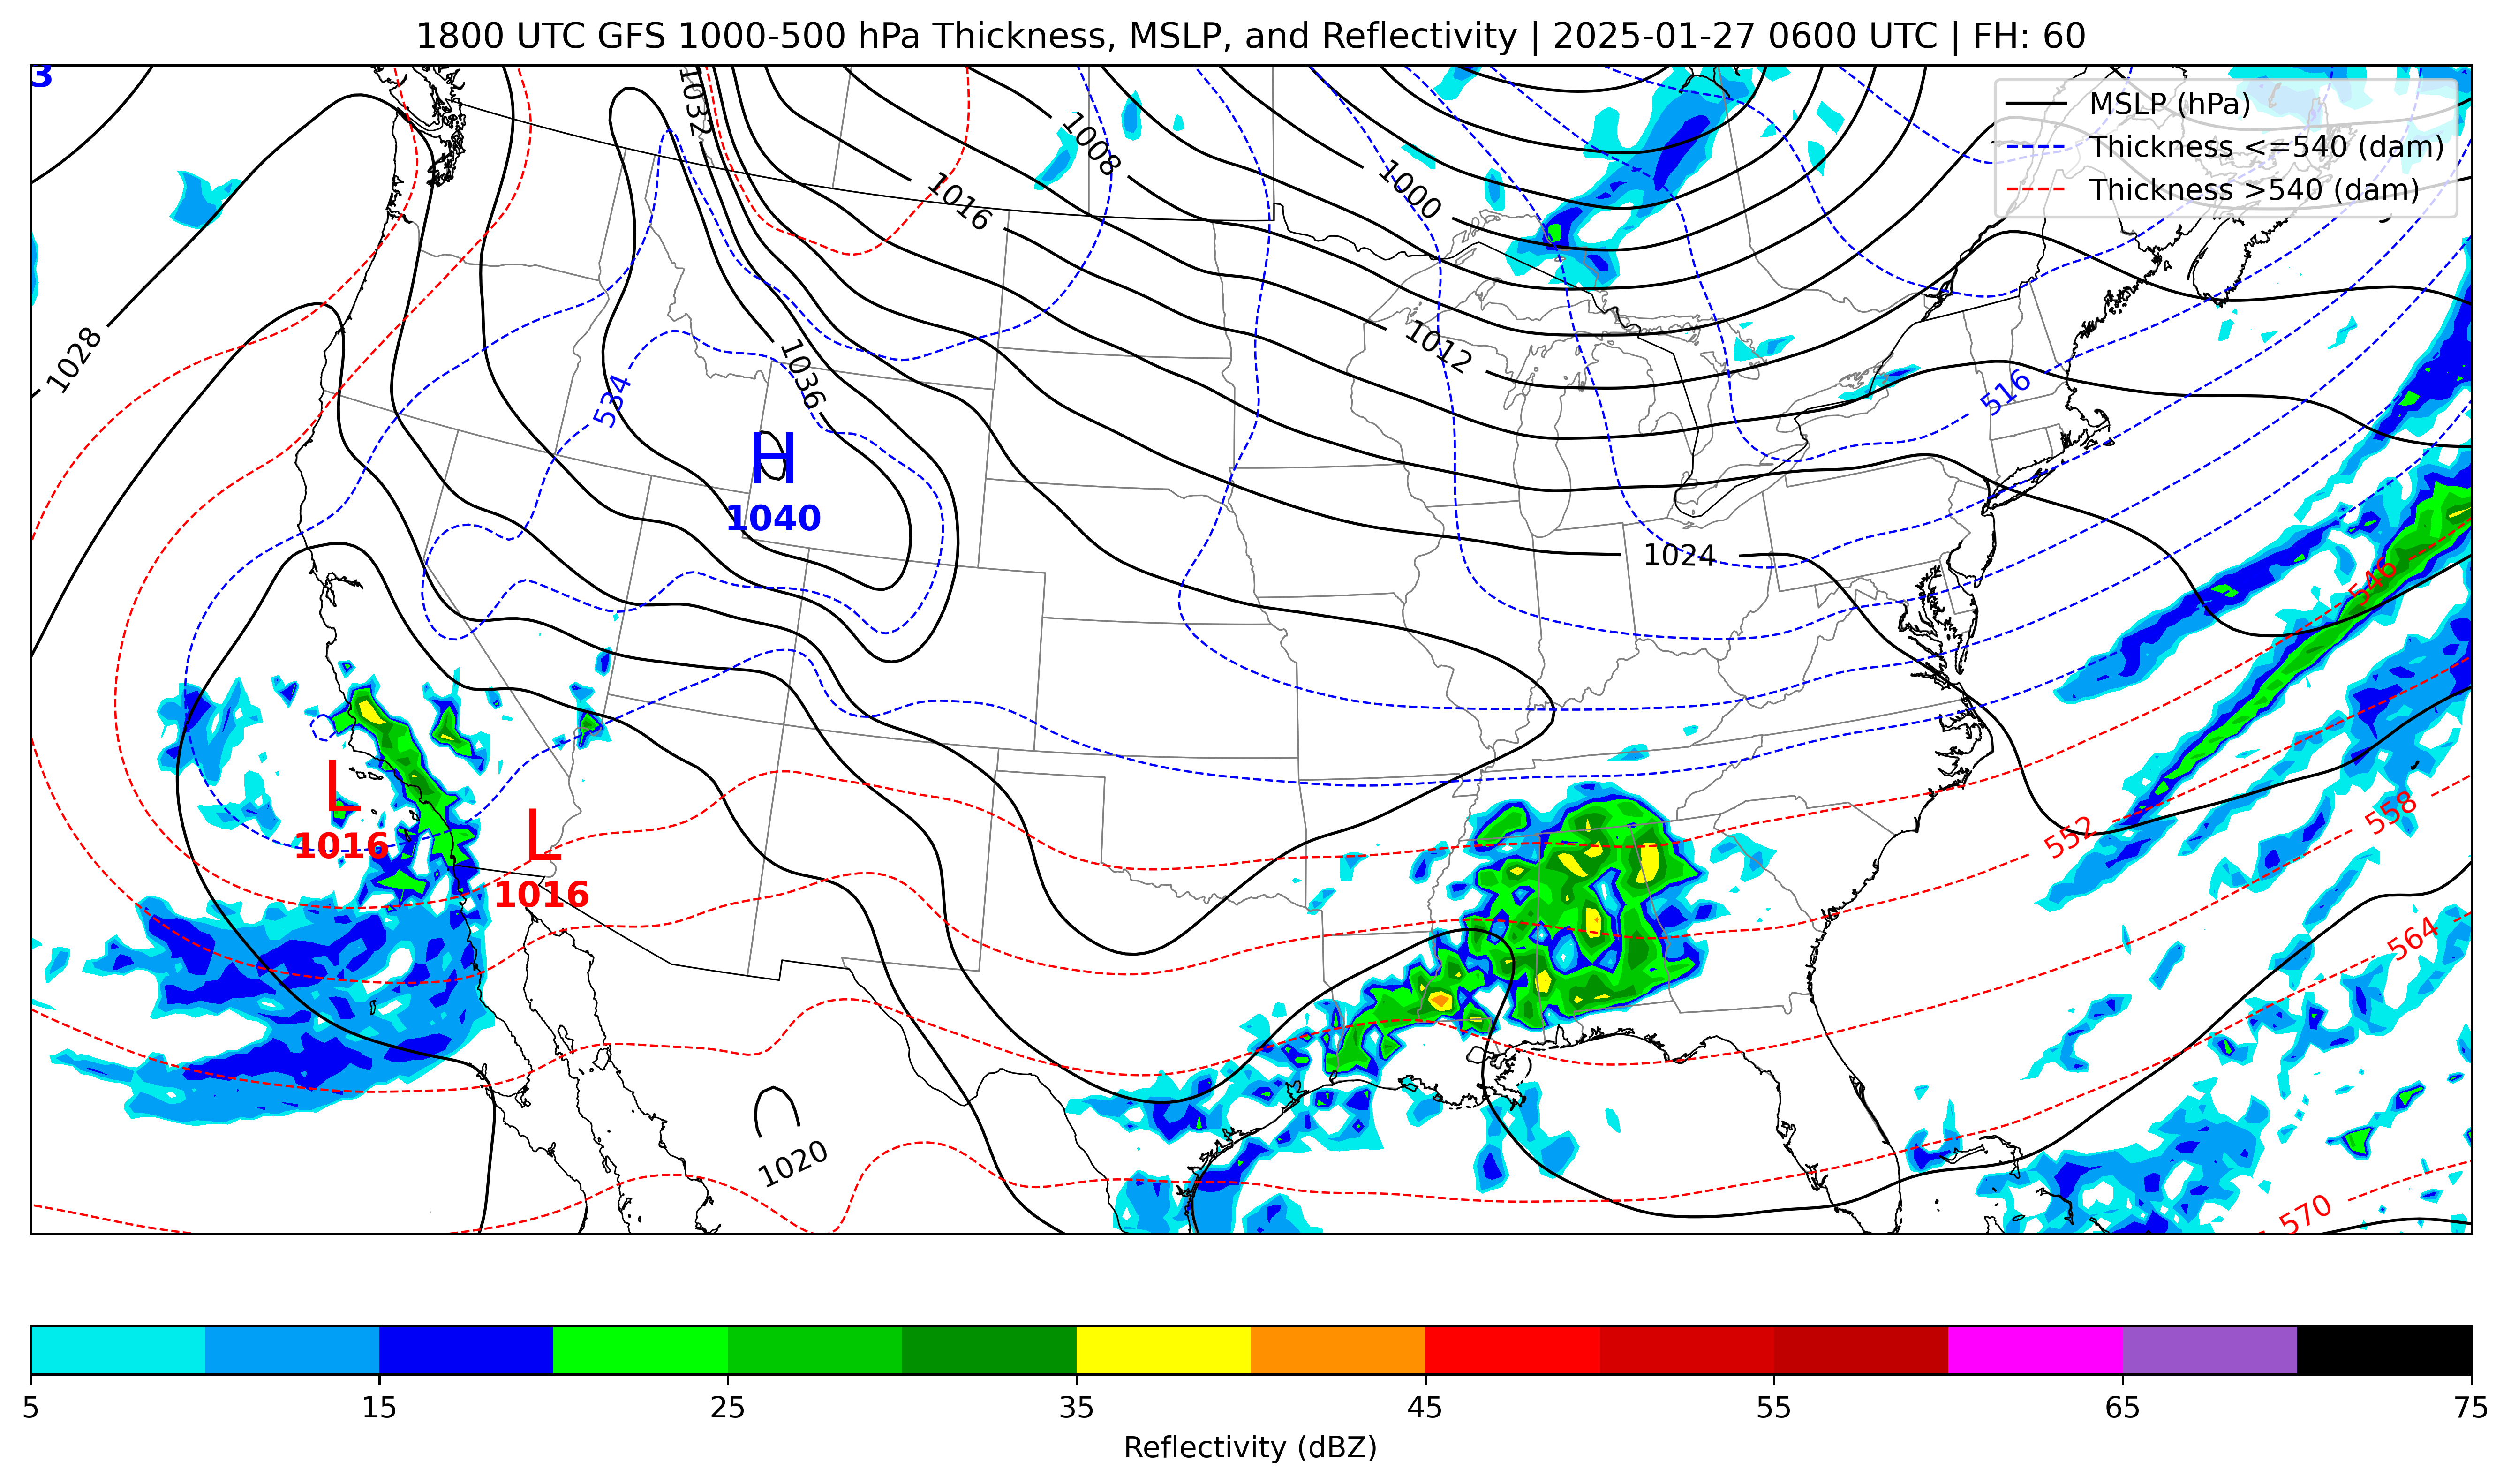 1800 UTC GFS 1000-500 hPa Thickness, MSLP, and Reflectivity | 2025-01-27 0600 UTC | FH: 60
3
MSLP (hPa)
Thickness <=540 (dam)
Thickness >540 (dam)
1032
1008
1016
1000
1028
1012
1036
534
516
H
1040
1024
546
L
1016
L
1016
552
558
564
1020
570
5 15 25 35 45 55 65 75
Reflectivity (dBZ)